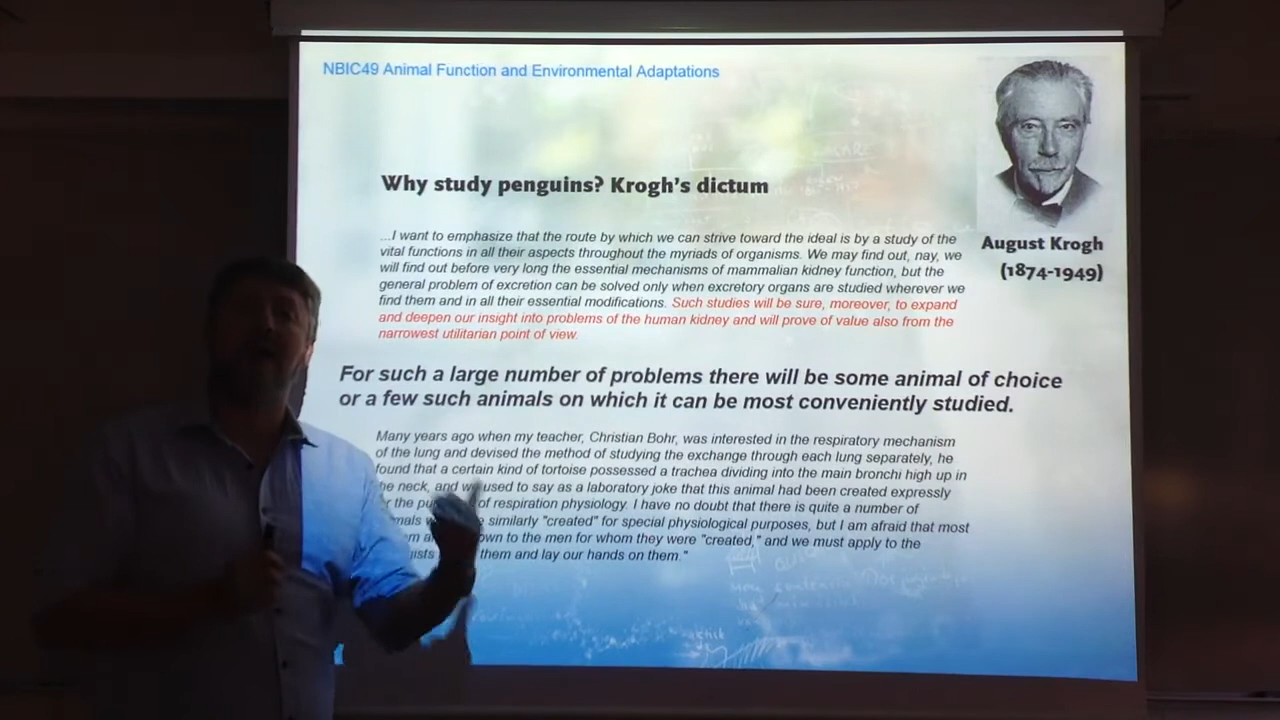 NBIC49 Animal Function and Environmental Adaptations
Why study penguins? Krogh's dictum
...I want to emphasize that the route by which we can strive toward the ideal is by a study of the
vital functions in all their aspects throughout the myriads of organisms. We may find out, nay, we
will find out before very long the essential mechanisms of mammalian kidney function, but the
general problem of excretion can be solved only when excretory organs are studied wherever we
find them and in all their essential modifications. Such studies will be sure, moreover, to expand
and deepen our insight into problems of the human kidney and will prove of value also from the
narrowest utilitarian point of view.
August Krogh
(1874-1949)
For such a large number of problems there will be some animal of choice
or a few such animals on which it can be most conveniently studied.
Many years ago when my teacher, Christian Bohr, was interested in the respiratory mechanism
of the lung and devised the method of studying the exchange through each lung separately, he
found that a certain kind of tortoise possessed a trachea dividing into the main bronchi high up in
neck, and we used to say as a laboratory joke that this animal had been created expressly
the of respiration physiology. I have no doubt that there is quite a number of
similarly "created" for special physiological purposes, but I am afraid that most
to the men for whom they were "created," and we must apply to the
them and lay our hands on them."